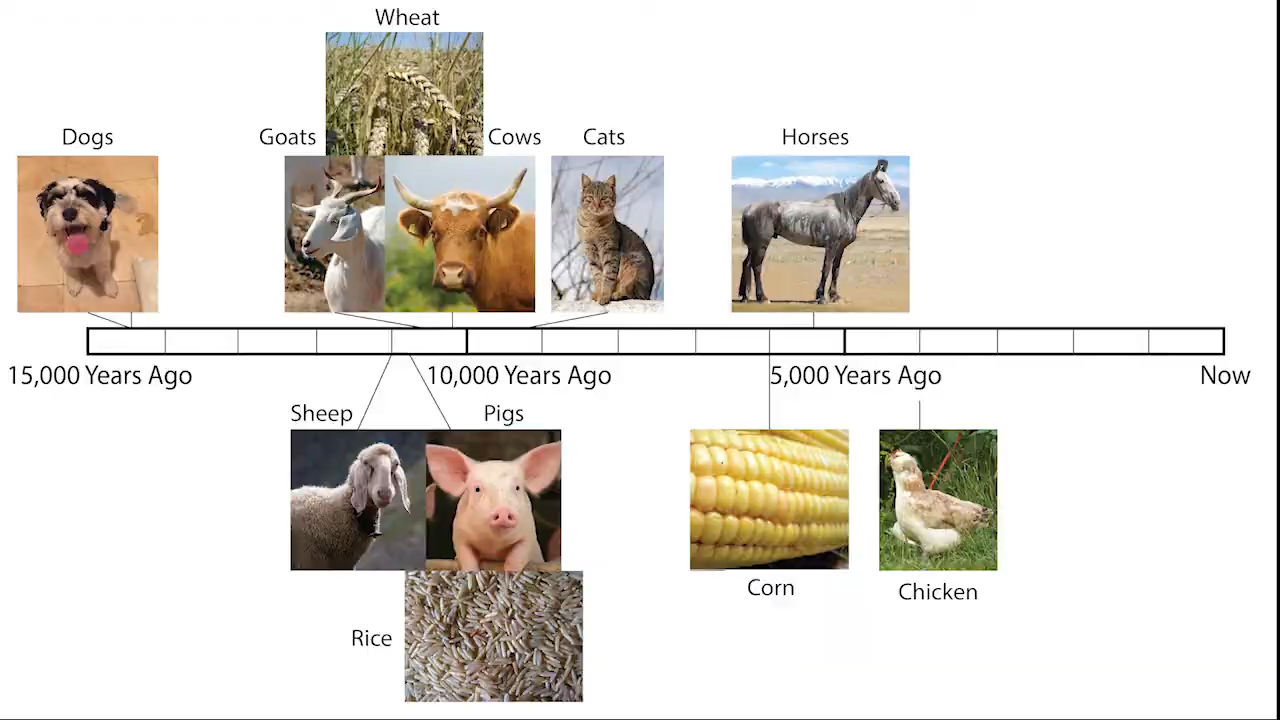 Wheat
Dogs
Goats
Cows
Cats
Horses
15,000 Years Ago
10,000 Years Ago
5,000 Years Ago
Now
Sheep
Pigs
Corn
Chicken
Rice